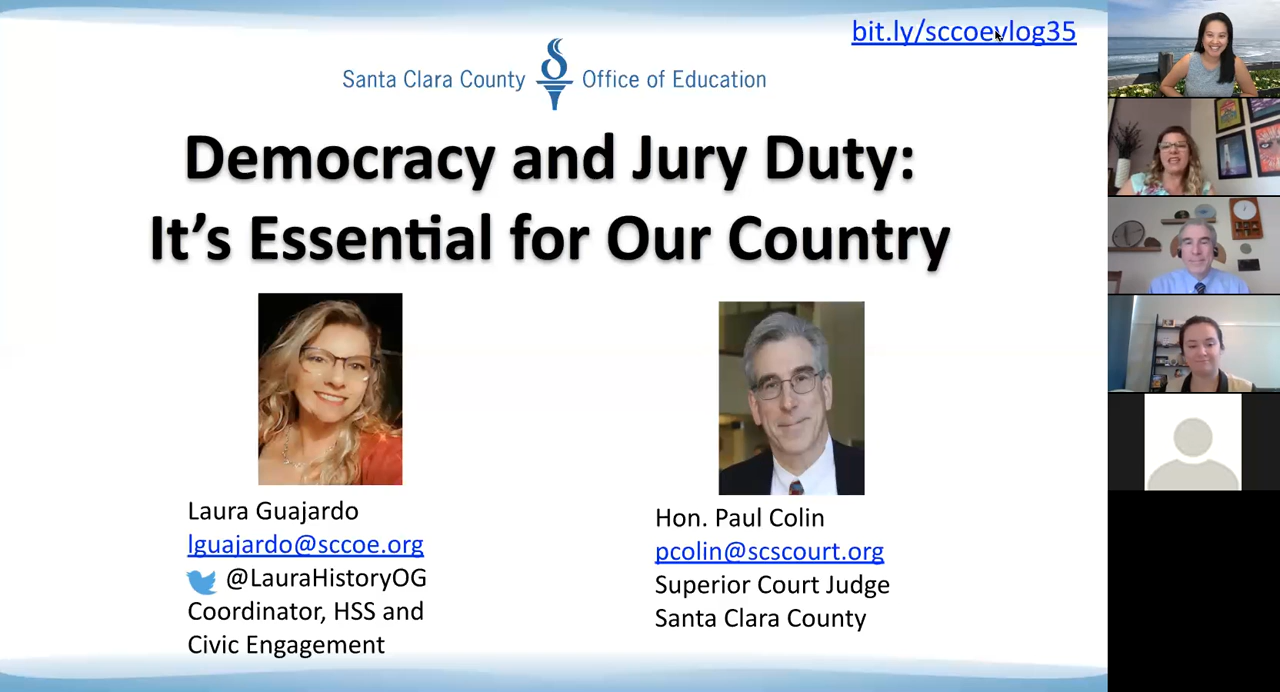 bit.ly/sccoevlog35
Santa Clara County Office of Education
Democracy and Jury Duty:
It's Essential for Our Country
Laura Guajardo
lguajardo@sccoe.org
@LauraHistoryOG
Coordinator, HSS and
Civic Engagement
Hon. Paul Colin
pcolin@scscourt.org
Superior Court Judge
Santa Clara County